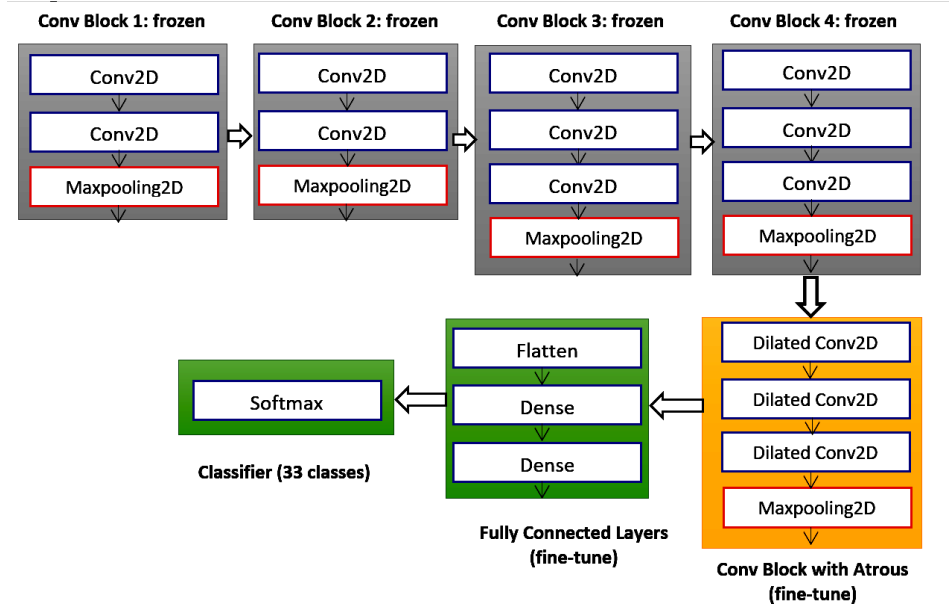 Conv Block 1: frozen
Conv2D
Conv2D
Maxpooling2D
Conv Block 2: frozen
Conv2D
Conv2D
Maxpooling2D
Conv Block 3: frozen
Conv2D
Conv2D
Conv2D
Maxpooling2D
Conv Block 4: frozen
Conv2D
Conv2D
Conv2D
Maxpooling2D
Dilated Conv2D
Dilated Conv2D
Dilated Conv2D
Maxpooling2D
Conv Block with Atrous
(fine-tune)
Flatten
Dense
Dense
Fully Connected Layers
(fine-tune)
Softmax
Classifier (33 classes)